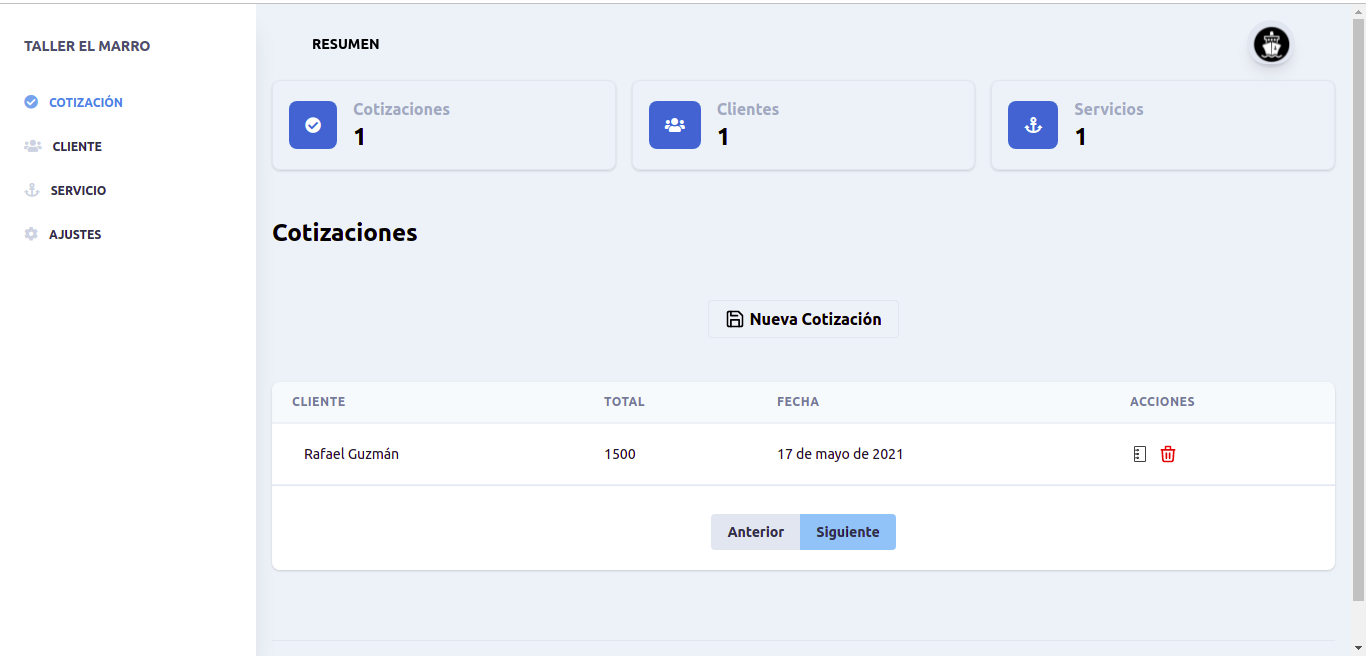 TALLER EL MARRO
COTIZACIÓN
CLIENTE
SERVICIO
AJUSTES
RESUMEN
Cotizaciones
1
Clientes
1
Servicios
1
Cotizaciones
Nueva Cotización
CLIENTE TOTAL FECHA ACCIONES
Rafael Guzmán 1500 17 de mayo de 2021
Anterior Siguiente